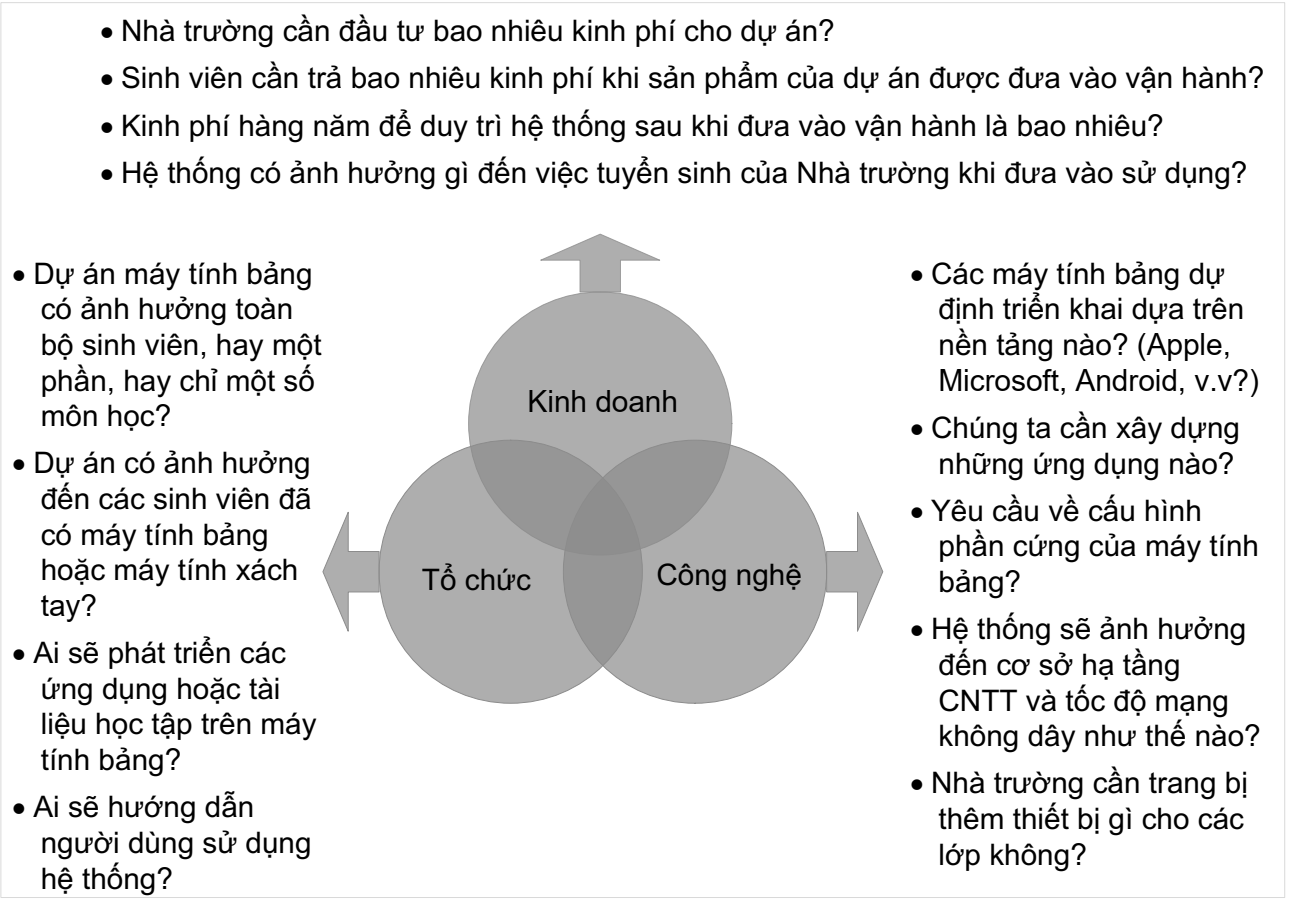 • Nhà trường cần đầu tư bao nhiêu kinh phí cho dự án?
• Sinh viên cần trả bao nhiêu kinh phí khi sản phẩm của dự án được đưa vào vận hành?
• Kinh phí hàng năm để duy trì hệ thống sau khi đưa vào vận hành là bao nhiêu?
• Hệ thống có ảnh hưởng gì đến việc tuyển sinh của Nhà trường khi đưa vào sử dụng?
• Dự án máy tính bảng
có ảnh hưởng toàn
bộ sinh viên, hay một
phần, hay chỉ một số
môn học?
• Dự án có ảnh hưởng
đến các sinh viên đã
có máy tính bảng
hoặc máy tính xách
tay?
• Ai sẽ phát triển các
ứng dụng hoặc tài
liệu học tập trên máy
tính bảng?
• Ai sẽ hướng dẫn
người dùng sử dụng
hệ thống?
Kinh doanh
Tổ chức
Công nghệ
• Các máy tính bảng dự
định triển khai dựa trên
nền tảng nào? (Apple,
Microsoft, Android, v.v?)
• Chúng ta cần xây dựng
những ứng dụng nào?
• Yêu cầu về cấu hình
phần cứng của máy tính
bảng?
• Hệ thống sẽ ảnh hưởng
đến cơ sở hạ tầng
CNTT và tốc độ mạng
không dây như thế nào?
• Nhà trường cần trang bị
thêm thiết bị gì cho các
lớp không?